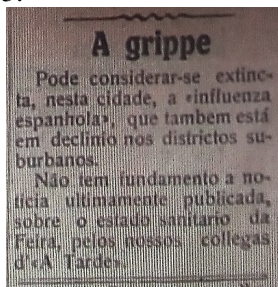 A grippe
Pode considerar-se extinc-
ta, nesta cidade, a «influenza
espanhola», que tambem está
em declinio nos districtos su-
burbanos.
Não tem fundamento a no-
ticia ultimamente publicada,
sobre o estado sanitario da
Feira, pelos nossos collegas
d'«A Tarde».